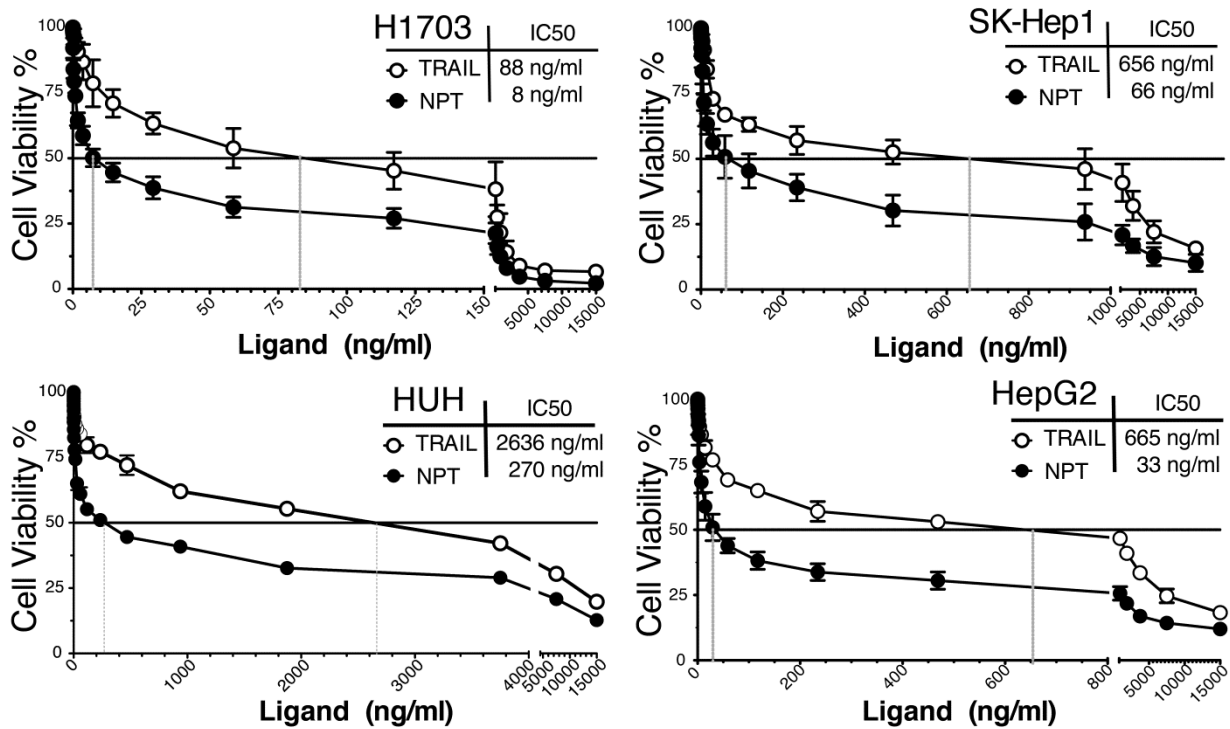 H1703
IC50
TRAIL 88 ng/ml
NPT 8 ng/ml
Cell Viability %
100
75
50
25
0
0 25 50 75 100 125 150 5000 10000 15000
Ligand (ng/ml)
SK-Hep1
IC50
TRAIL 656 ng/ml
NPT 66 ng/ml
Cell Viability %
100
75
50
25
0
0 200 400 600 800 1000 5000 10000 15000
Ligand (ng/ml)
HUH
IC50
TRAIL 2636 ng/ml
NPT 270 ng/ml
Cell Viability %
100
75
50
25
0
0 1000 2000 3000 4000 5000 10000 15000
Ligand (ng/ml)
HepG2
IC50
TRAIL 665 ng/ml
NPT 33 ng/ml
Cell Viability %
100
75
50
25
0
0 200 400 600 800 5000 10000 15000
Ligand (ng/ml)